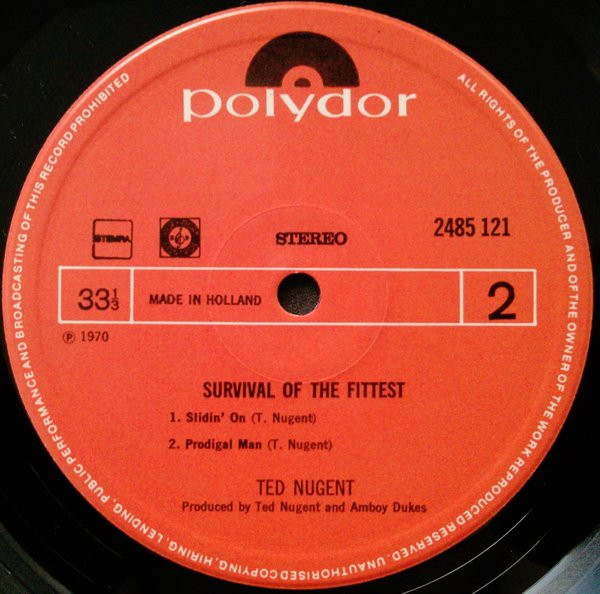 polydor
ALL RIGHTS OF THE PRODUCER AND OF THE OWNER OF THE WORK REPRODUCED RESERVED. UNAUTHORISED COPYING, HIRING, LENDING, PUBLIC PERFORMANCE AND BROADCASTING OF THIS RECORD PROHIBITED
STEMRA
STEREO
2485 121
33⅓
MADE IN HOLLAND
2
℗ 1970
SURVIVAL OF THE FITTEST
1. Slidin' On (T. Nugent)
2. Prodigal Man (T. Nugent)
TED NUGENT
Produced by Ted Nugent and Amboy Dukes